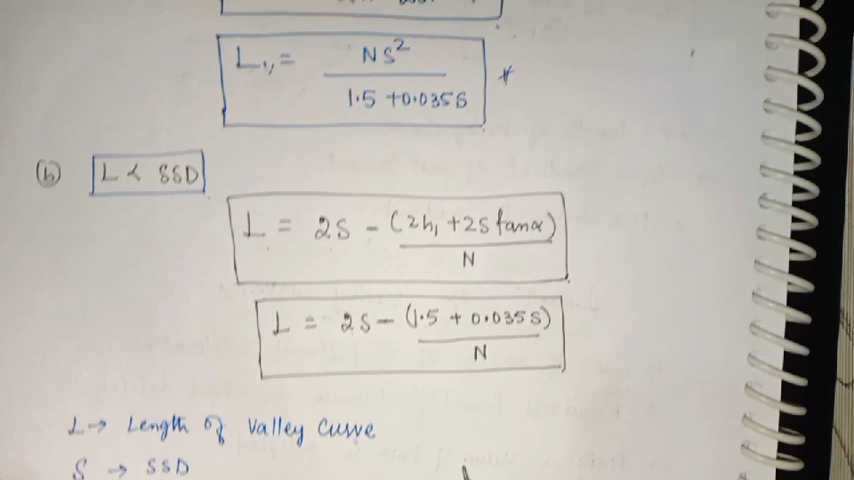 L₁₁ = NS² / 1.5 + 0.035S *
(b) L < SSD
L = 2S - (2h₁ + 2S tanα) / N
L = 2S - (1.5 + 0.035S) / N
L → Length of Valley Curve
S → SSD